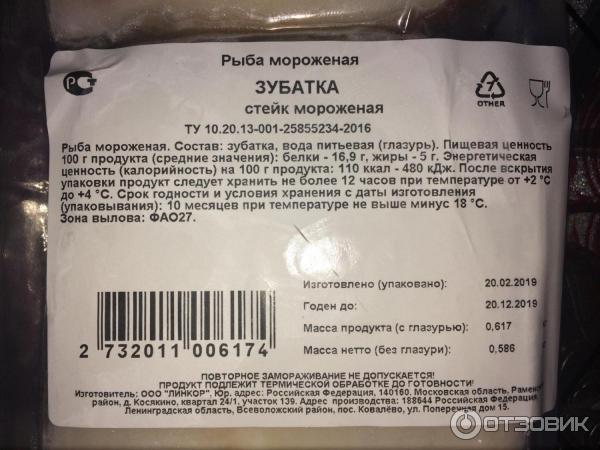 Рыба мороженая
ЗУБАТКА
стейк мороженая
ТУ 10.20.13-001-25855234-2016
РСТ
7
OTHER
Рыба мороженая. Состав: зубатка, вода питьевая (глазурь). Пищевая ценность
100 г продукта (средние значения): белки - 16,9 г, жиры - 5 г. Энергетическая
ценность (калорийность) на 100 г продукта: 110 ккал - 480 кДж. После вскрытия
упаковки продукт следует хранить не более 12 часов при температуре от +2 °C
до +4 °C. Срок годности и условия хранения с даты изготовления
(упаковывания): 10 месяцев при температуре не выше минус 18 °C.
Зона вылова: ФАО27.
Изготовлено (упаковано): 20.02.2019
Годен до: 20.12.2019
Масса продукта (с глазурью): 0,617
Масса нетто (без глазури): 0,586
2 732011 006174
ПОВТОРНОЕ ЗАМОРАЖИВАНИЕ НЕ ДОПУСКАЕТСЯ!
ПРОДУКТ ПОДЛЕЖИТ ТЕРМИЧЕСКОЙ ОБРАБОТКЕ ДО ГОТОВНОСТИ!
Изготовитель: ООО "ЛИНКОР", Юр. адрес: Российская Федерация, 140160, Московская область, Раменс
район, д. Косякино, квартал 24/1, участок 139. Адрес производства: 188644 Российская Федерация,
Ленинградская область, Всеволожский район, пос. Ковалёво, ул. Поперечная дом 15.
ОТЗОВИК